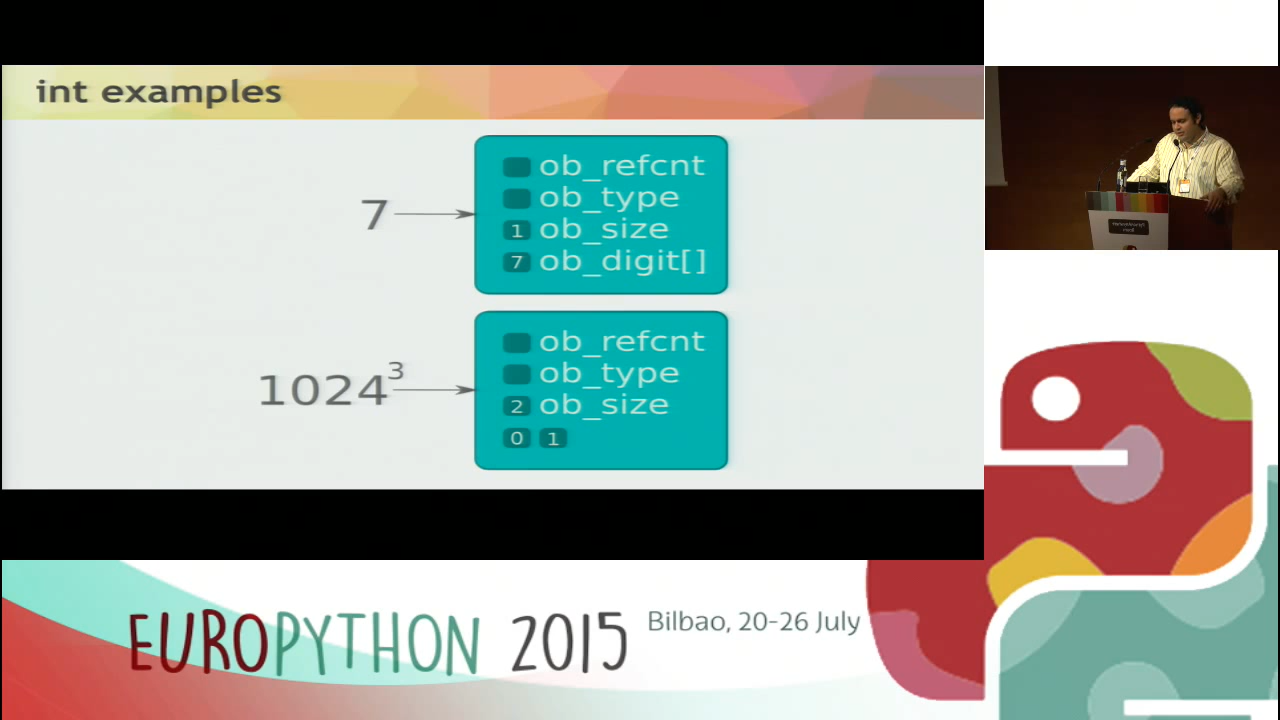 int examples
7
ob_refcnt
ob_type
1 ob_size
7 ob_digit[]
1024³
ob_refcnt
ob_type
2 ob_size
0 1
EUROPYTHON 2015
Bilbao, 20-26 July